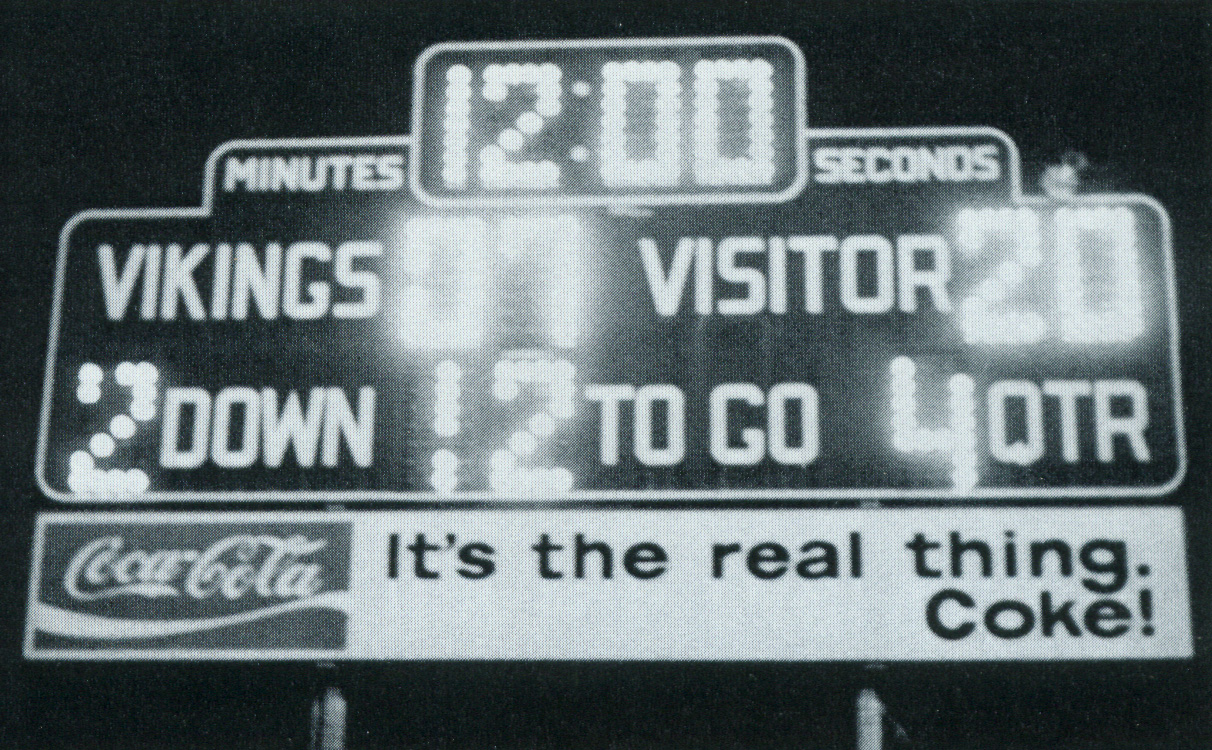 MINUTES 12:00 SECONDS
VIKINGS VISITOR 20
2 DOWN 12 TO GO 4 QTR
Coca-Cola It's the real thing.
Coke!